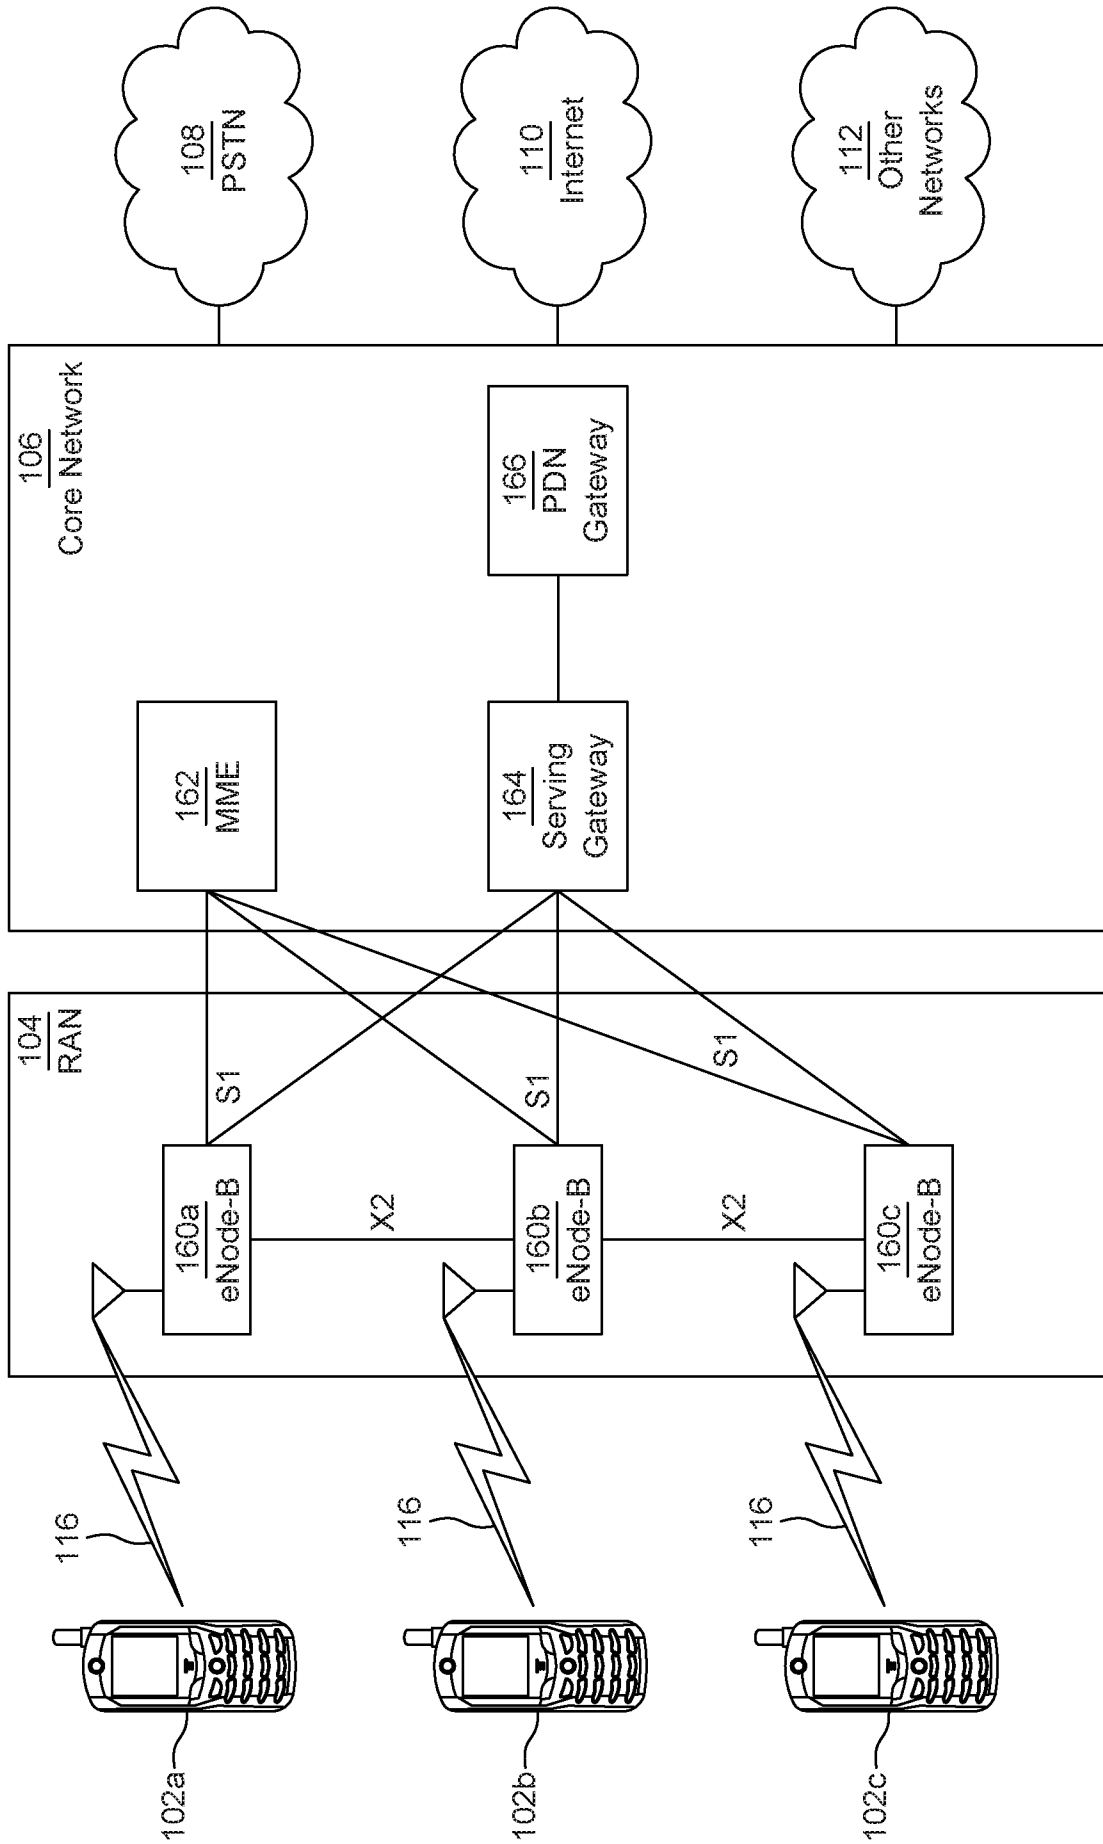 102a
102b
102c
116
116
116
104
RAN
160a
eNode-B
160b
eNode-B
160c
eNode-B
X2
X2
S1
S1
S1
106
Core Network
162
MME
164
Serving
Gateway
166
PDN
Gateway
108
PSTN
110
Internet
112
Other
Networks